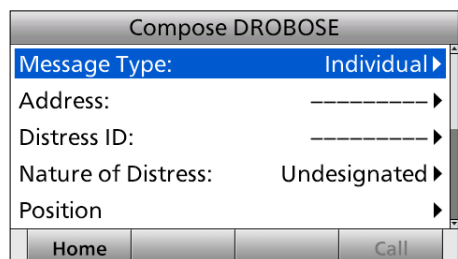 Compose DROBOSE
Message Type: Individual
Address: ---------
Distress ID: ---------
Nature of Distress: Undesignated
Position
Home Call